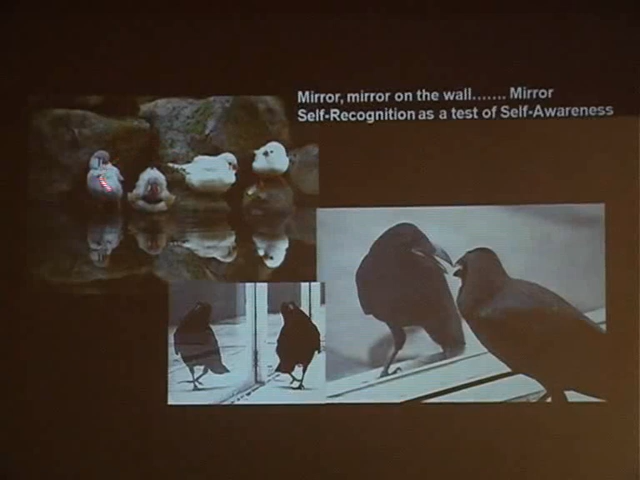 Mirror, mirror on the wall....... Mirror
Self-Recognition as a test of Self-Awareness